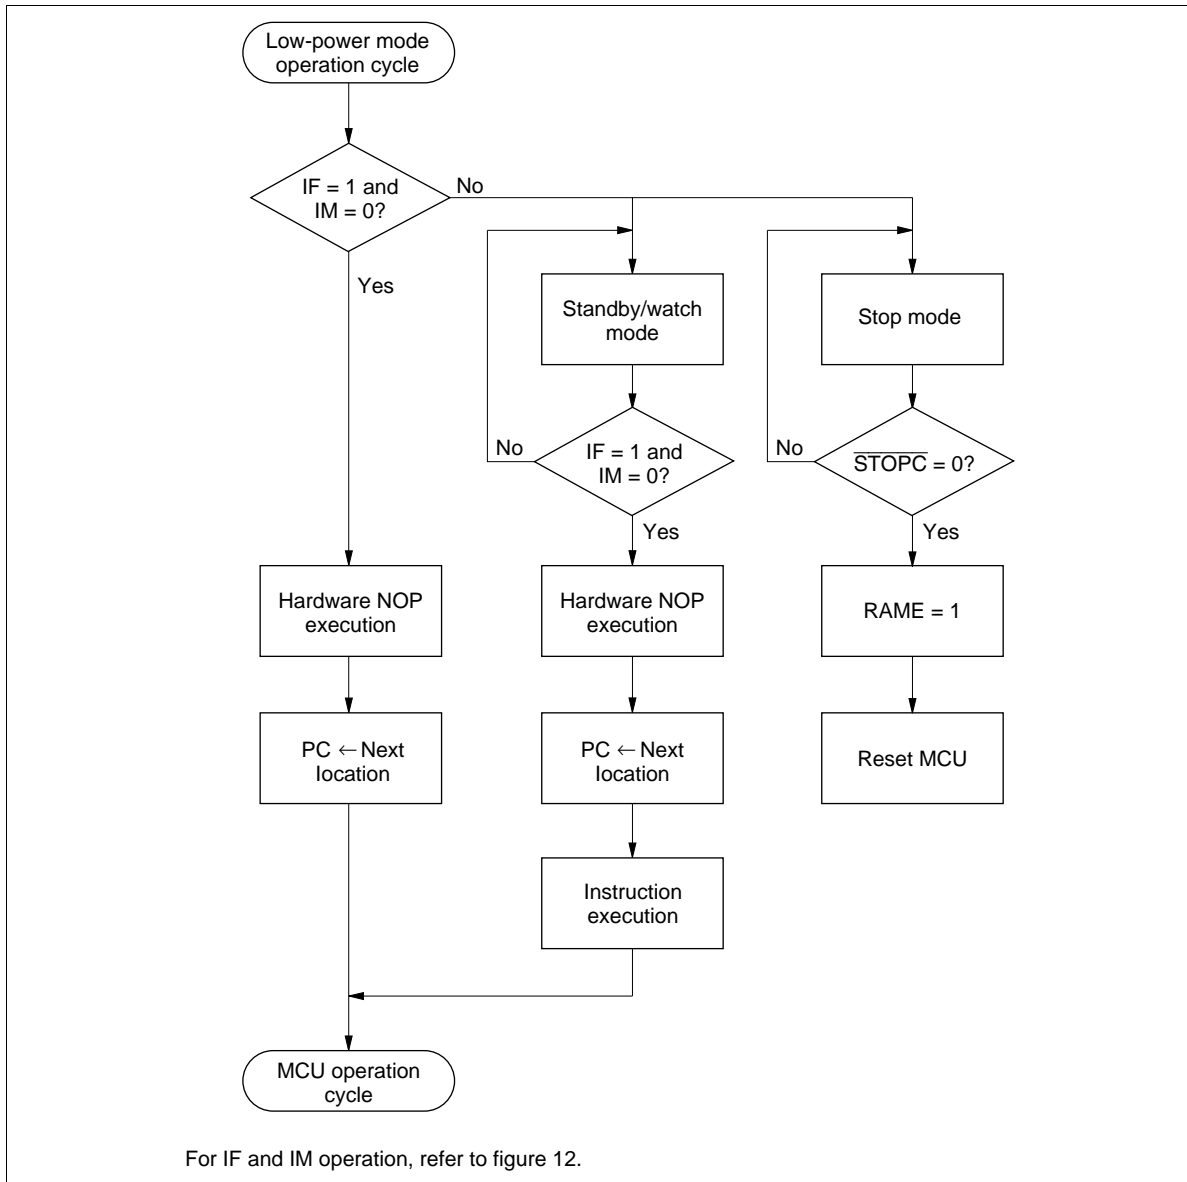 Low-power mode
operation cycle
IF = 1 and
IM = 0?
No
Yes
Standby/watch
mode
Stop mode
No
IF = 1 and
IM = 0?
No
STOPC = 0?
Yes
Yes
Hardware NOP
execution
Hardware NOP
execution
RAME = 1
PC ← Next
location
PC ← Next
location
Reset MCU
Instruction
execution
MCU operation
cycle
For IF and IM operation, refer to figure 12.